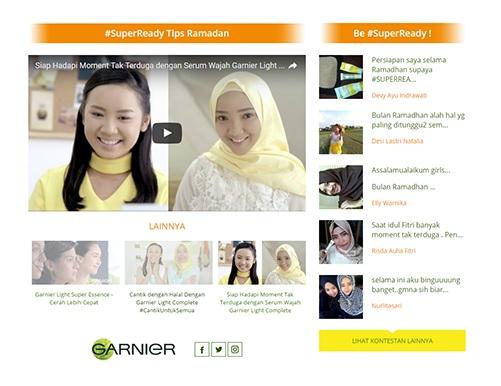 #SuperReady Tips Ramadan
Siap Hadapi Moment Tak Terduga dengan Serum Wajah Garnier Light ...
LAINNYA
Garnier Light Super Essence -
Cerah Lebih Cepat
Cantik dengan Halal Dengan
Garnier Light Complete
#CantikUntukSemua
Siap Hadapi Moment Tak
Terduga dengan Serum Wajah
Garnier Light Complete
GARNIER
Be #SuperReady !
Persiapan saya selama
Ramadhan supaya
#SUPERREA...
Devy Ayu Indrawati
Bulan Ramadhan alah hal yg
paling ditunggu2 sem...
Desi Lastri Natalia
Assalamualaikum girls...
Bulan Ramadhan ...
Elly Warnika
Saat idul Fitri banyak
moment tak terduga . Pen...
Risda Aulia Fitri
selama ini aku binguuuung
banget..gmna sih biar...
Nurlitasari
LIHAT KONTESTAN LAINNYA